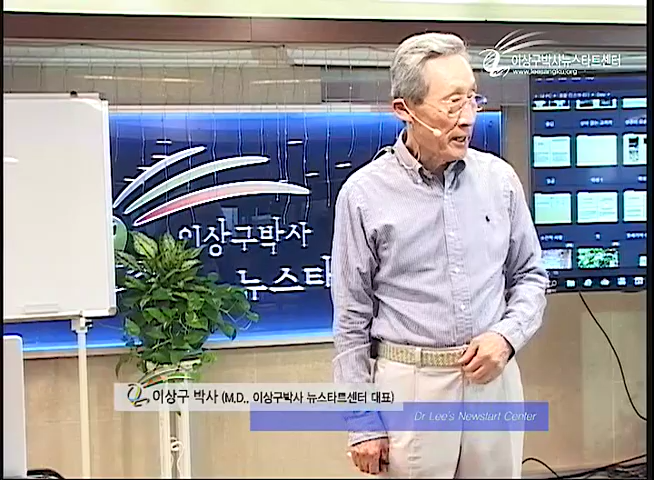 이상구박사뉴스타트센터
www.leesangku.org
이상구박사
뉴스타
이상구 박사 (M.D., 이상구박사 뉴스타트센터 대표)
Dr Lee's Newstart Center